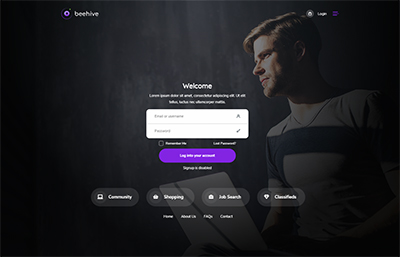 beehive
Login
Welcome
Lorem ipsum dolor sit amet, consectetur adipiscing elit. Ut elit
tellus, luctus nec ullamcorper mattis.
Email or username
Password
Remember Me
Lost Password?
Log into your account
Signup is disabled
Community
Shopping
Job Search
Classifieds
Home
About Us
FAQs
Contact